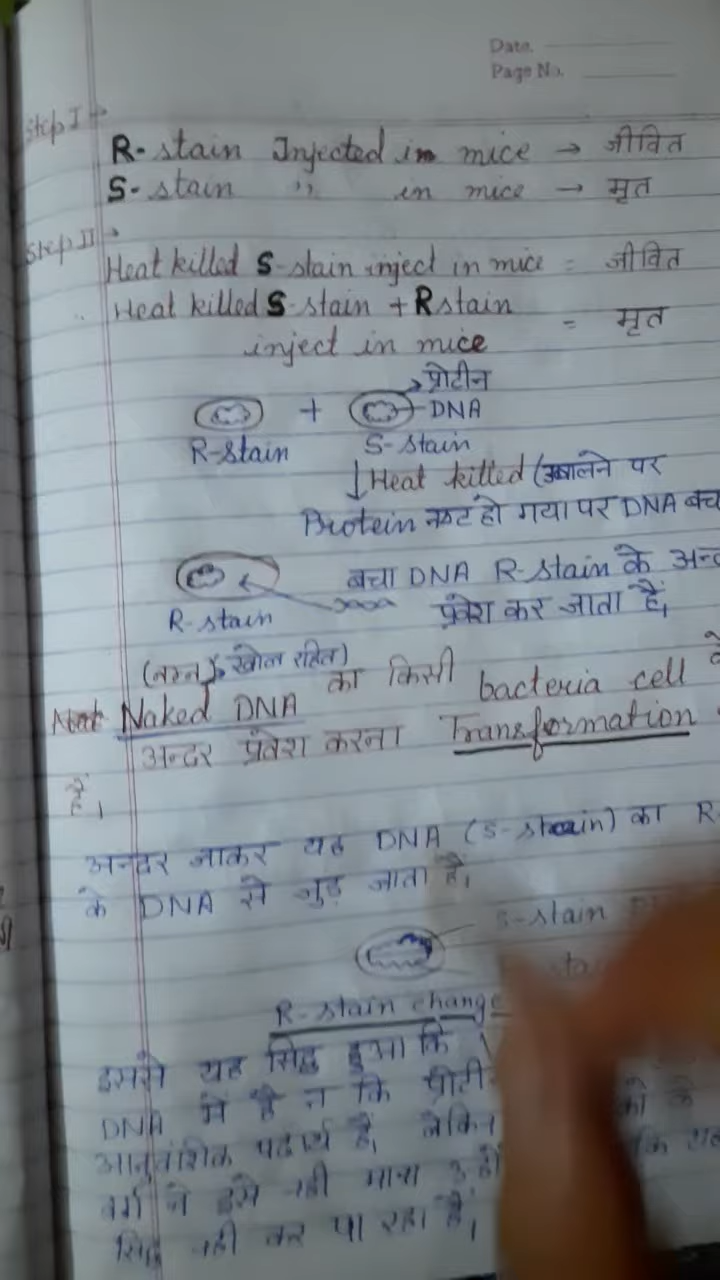 Date.
Page No.
Step I →
R- stain Injected in mice → जीवित
S- stain " in mice → मृत
Step II →
Heat killed S-stain inject in mice = जीवित
Heat killed S-stain + R stain
inject in mice = मृत
प्रोटीन
+ DNA
R-stain S-stain
↓ Heat killed (उबालने पर
Protein नष्ट हो गया पर DNA बच
बचा DNA R-stain के
प्रवेश कर जाता है,
R-stain
(नग्न) खोल रहित)
Naked DNA का किसी bacteria cell के
अन्दर प्रवेश करना Transformation
है।
अन्दर जाकर यह DNA (S-stain) का R-
के DNA से जुड़ जाता है,
S-stain
R-stain change
इससे यह सिद्ध हुआ कि
DNA में है न कि
आनुवंशिक पदार्थ है,
वर्ग ने इसे नही माना
सिद्ध नही कर पा रहा है,